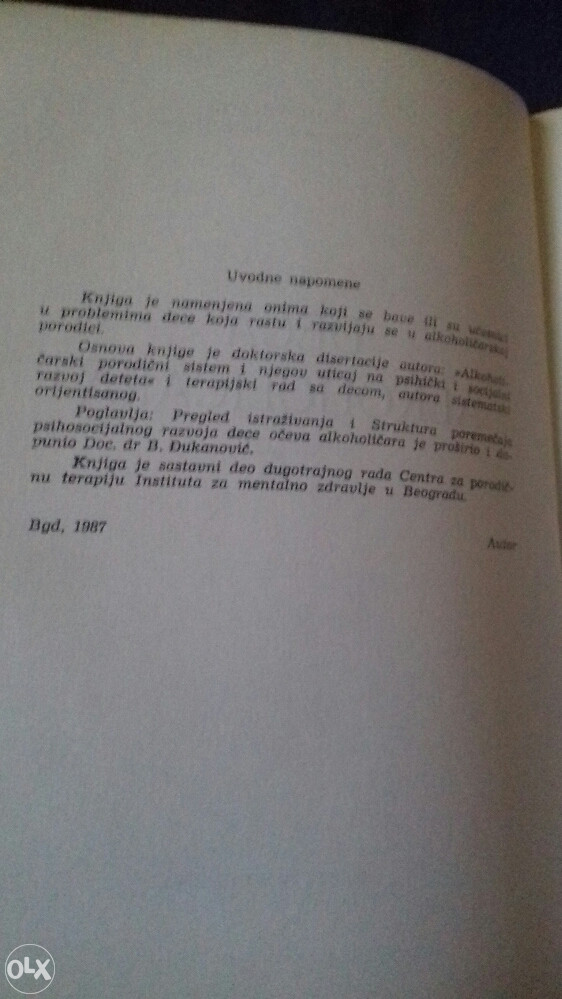 Uvodne napomene
Knjiga je namenjena onima koji se bave ili su učesnici
u problemima dece koja rastu i razvijaju se u alkoholičarskoj
porodici.
Osnova knjige je doktorska disertacije autora: »Alkoholi-
čarski porodični sistem i njegov uticaj na psihički i socijalni
razvoj deteta« i terapijski rad sa decom, autora sistematski
orijentisanog.
Poglavlja: Pregled istraživanja i Struktura poremećaja
psihosocijalnog razvoja dece očeva alkoholičara je proširio i do-
punio Doc. dr B. Đukanović.
Knjiga je sastavni deo dugotrajnog rada Centra za porodič-
nu terapiju Instituta za mentalno zdravlje u Beogradu.
Bgd, 1987
Autor
OLX